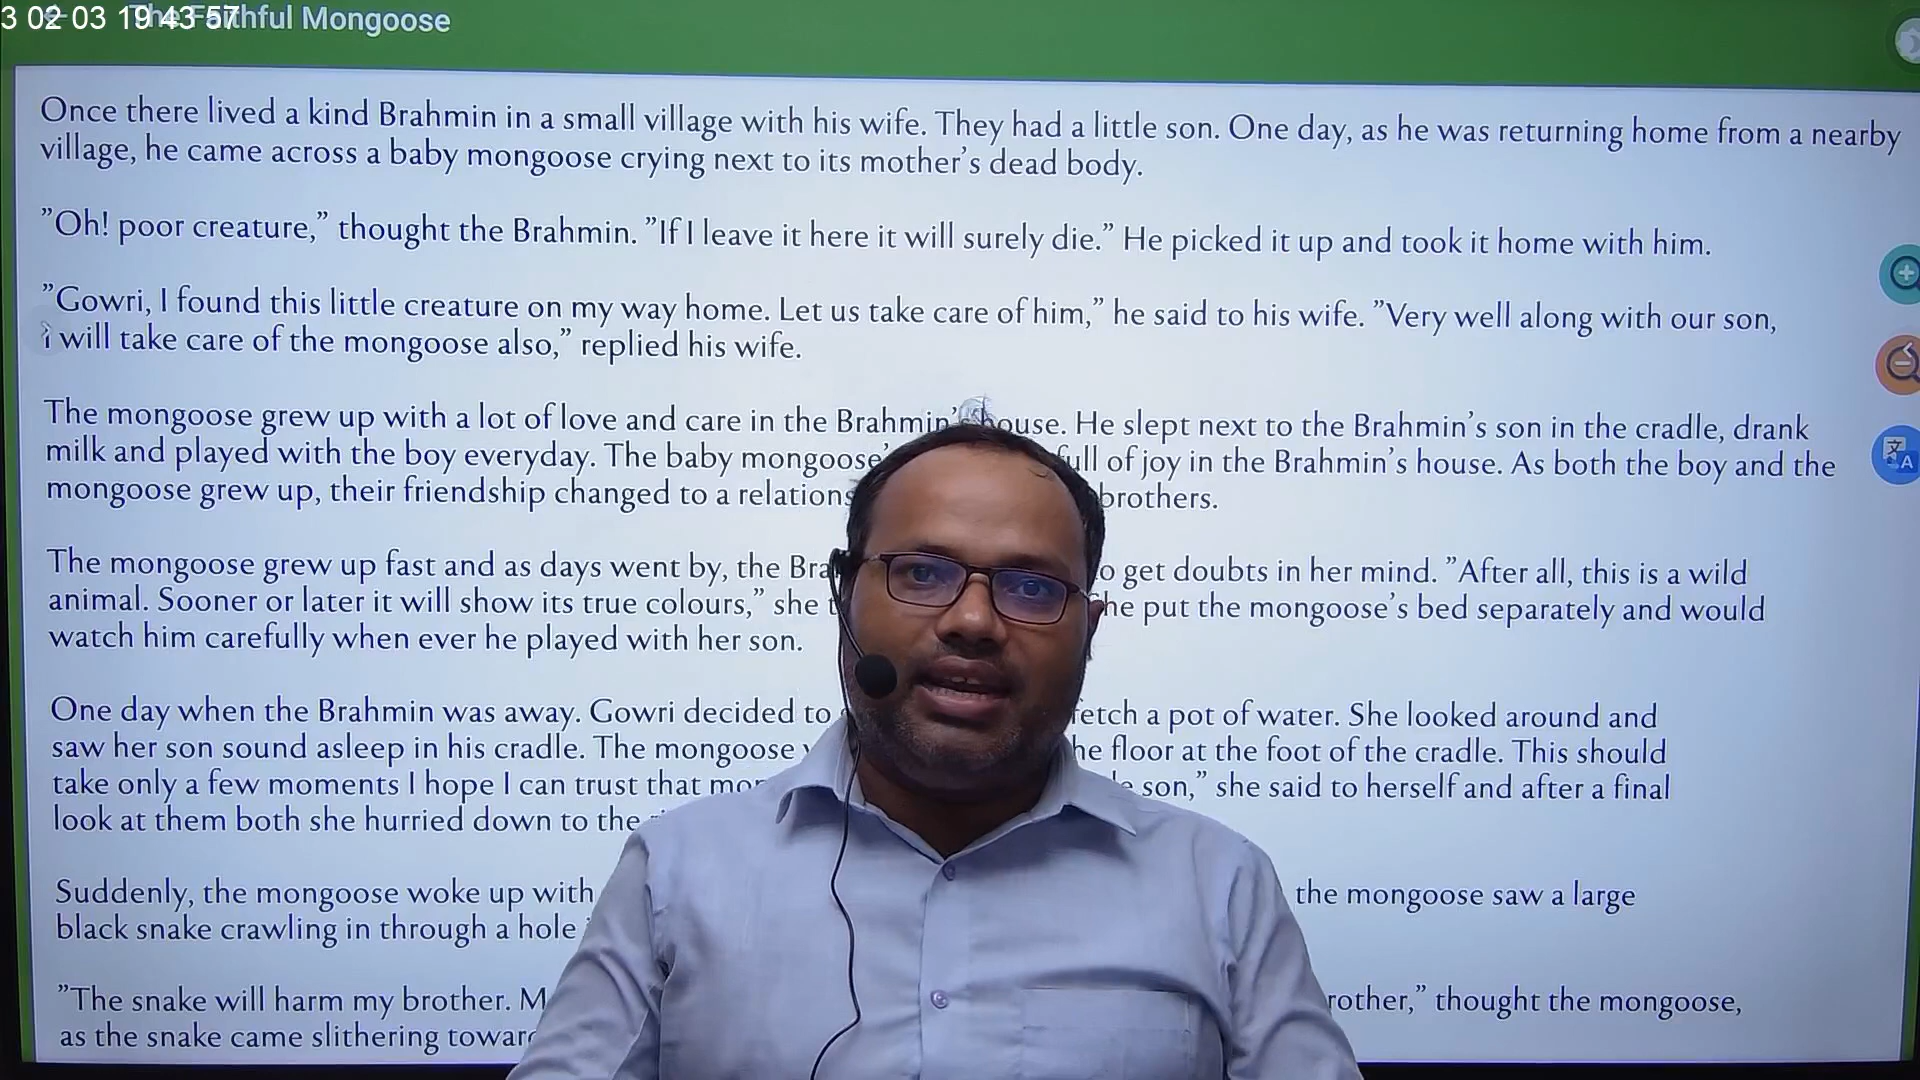 3 02 03 19 43 57
The Faithful Mongoose
Once there lived a kind Brahmin in a small village with his wife. They had a little son. One day, as he was returning home from a nearby
village, he came across a baby mongoose crying next to its mother's dead body.
"Oh! poor creature," thought the Brahmin. "If I leave it here it will surely die." He picked it up and took it home with him.
"Gowri, I found this little creature on my way home. Let us take care of him," he said to his wife. "Very well along with our son,
i will take care of the mongoose also," replied his wife.
The mongoose grew up with a lot of love and care in the Brahmin's house. He slept next to the Brahmin's son in the cradle, drank
milk and played with the boy everyday. The baby mongoose's full of joy in the Brahmin's house. As both the boy and the
mongoose grew up, their friendship changed to a brothers.
The mongoose grew up fast and as days went by, the to get doubts in her mind. "After all, this is a wild
animal. Sooner or later it will show its true colours," she She put the mongoose's bed separately and would
watch him carefully when ever he played with her son.
One day when the Brahmin was away. Gowri decided to fetch a pot of water. She looked around and
saw her son sound asleep in his cradle. The mongoose the floor at the foot of the cradle. This should
take only a few moments I hope I can trust that son," she said to herself and after a final
look at them both she hurried down to the
Suddenly, the mongoose woke up with the mongoose saw a large
black snake crawling in through a hole
"The snake will harm my brother. brother," thought the mongoose,
as the snake came slithering